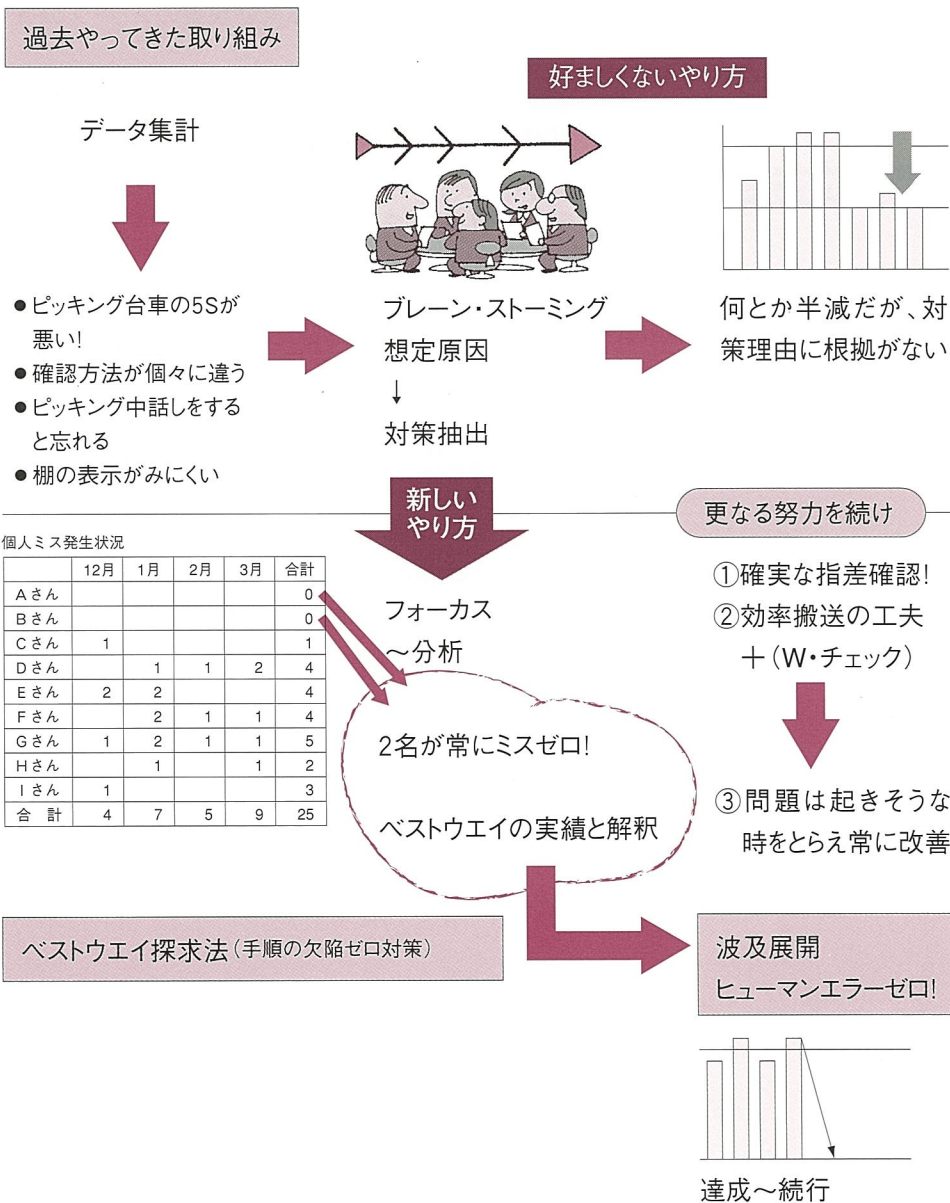 過去やってきた取り組み
好ましくないやり方
データ集計
●ピッキング台車の5Sが
悪い!
●確認方法が個々に違う
●ピッキング中話しをする
と忘れる
●棚の表示がみにくい
ブレーン・ストーミング
想定原因
↓
対策抽出
何とか半減だが、対
策理由に根拠がない
新しい
やり方
更なる努力を続け
個人ミス発生状況
12月 1月 2月 3月 合計
Aさん 0
Bさん 0
Cさん 1 1
Dさん 1 1 2 4
Eさん 2 2 4
Fさん 2 1 1 4
Gさん 1 2 1 1 5
Hさん 1 1 2
Iさん 1 3
合 計 4 7 5 9 25
フォーカス
~分析
2名が常にミスゼロ!
ベストウエイの実績と解釈
①確実な指差確認!
②効率搬送の工夫
+(W・チェック)
③問題は起きそうな
時をとらえ常に改善
ベストウエイ探求法(手順の欠陥ゼロ対策)
波及展開
ヒューマンエラーゼロ!
達成~続行